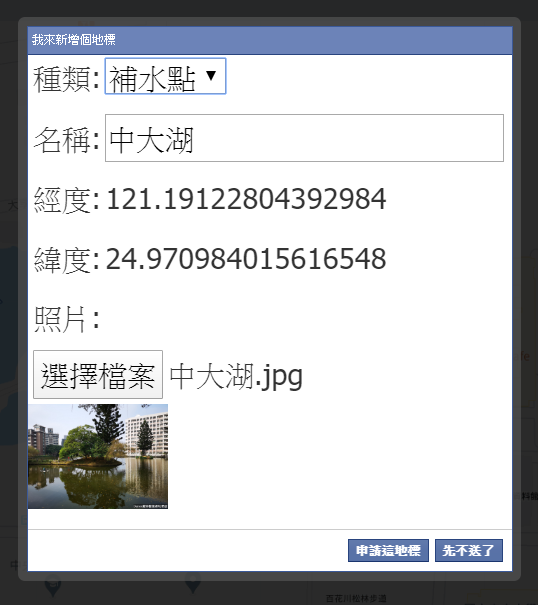 我來新增個地標
種類: 補水點
名稱: 中大湖
經度: 121.19122804392984
緯度: 24.970984015616548
照片:
選擇檔案 中大湖.jpg
申請這地標 先不送了